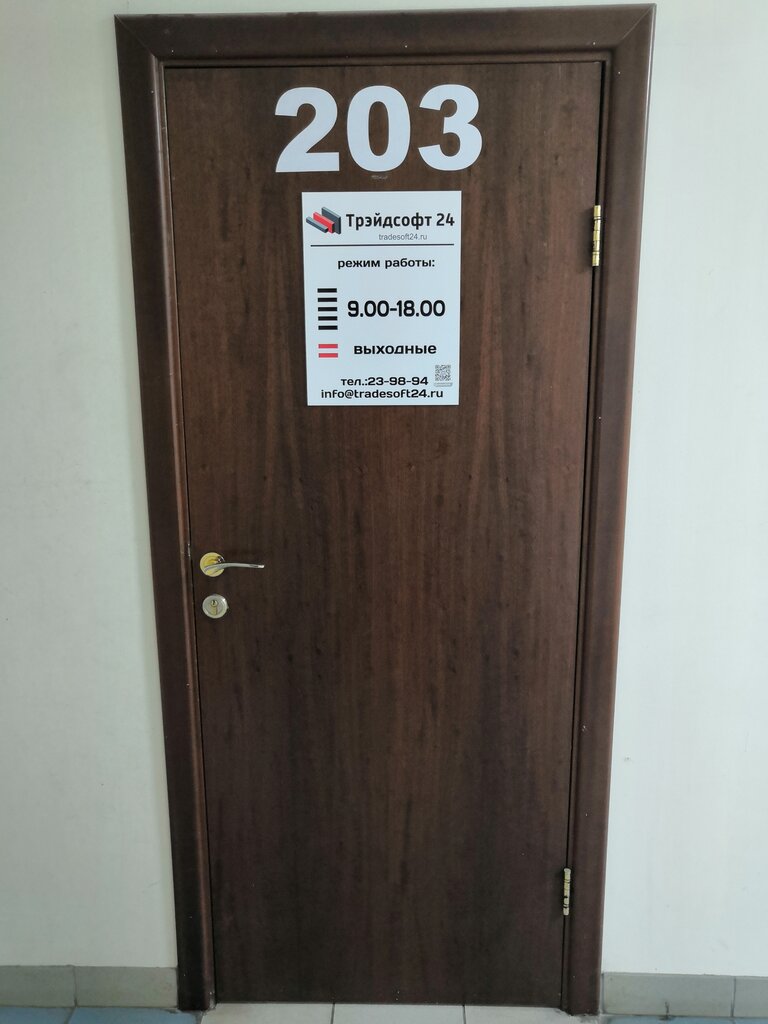 203
Трэйдсофт 24
tradesoft24.ru
режим работы:
9.00-18.00
выходные
тел.:23-98-94
info@tradesoft24.ru